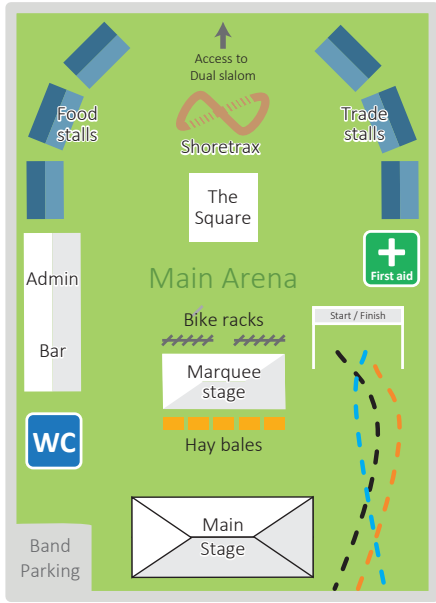 Access to
Dual slalom
Food
stalls
Trade
stalls
Shoretrax
The
Square
First aid
Admin
Main Arena
Bike racks
Start / Finish
Bar
Marquee
stage
WC
Hay bales
Main
Stage
Band
Parking